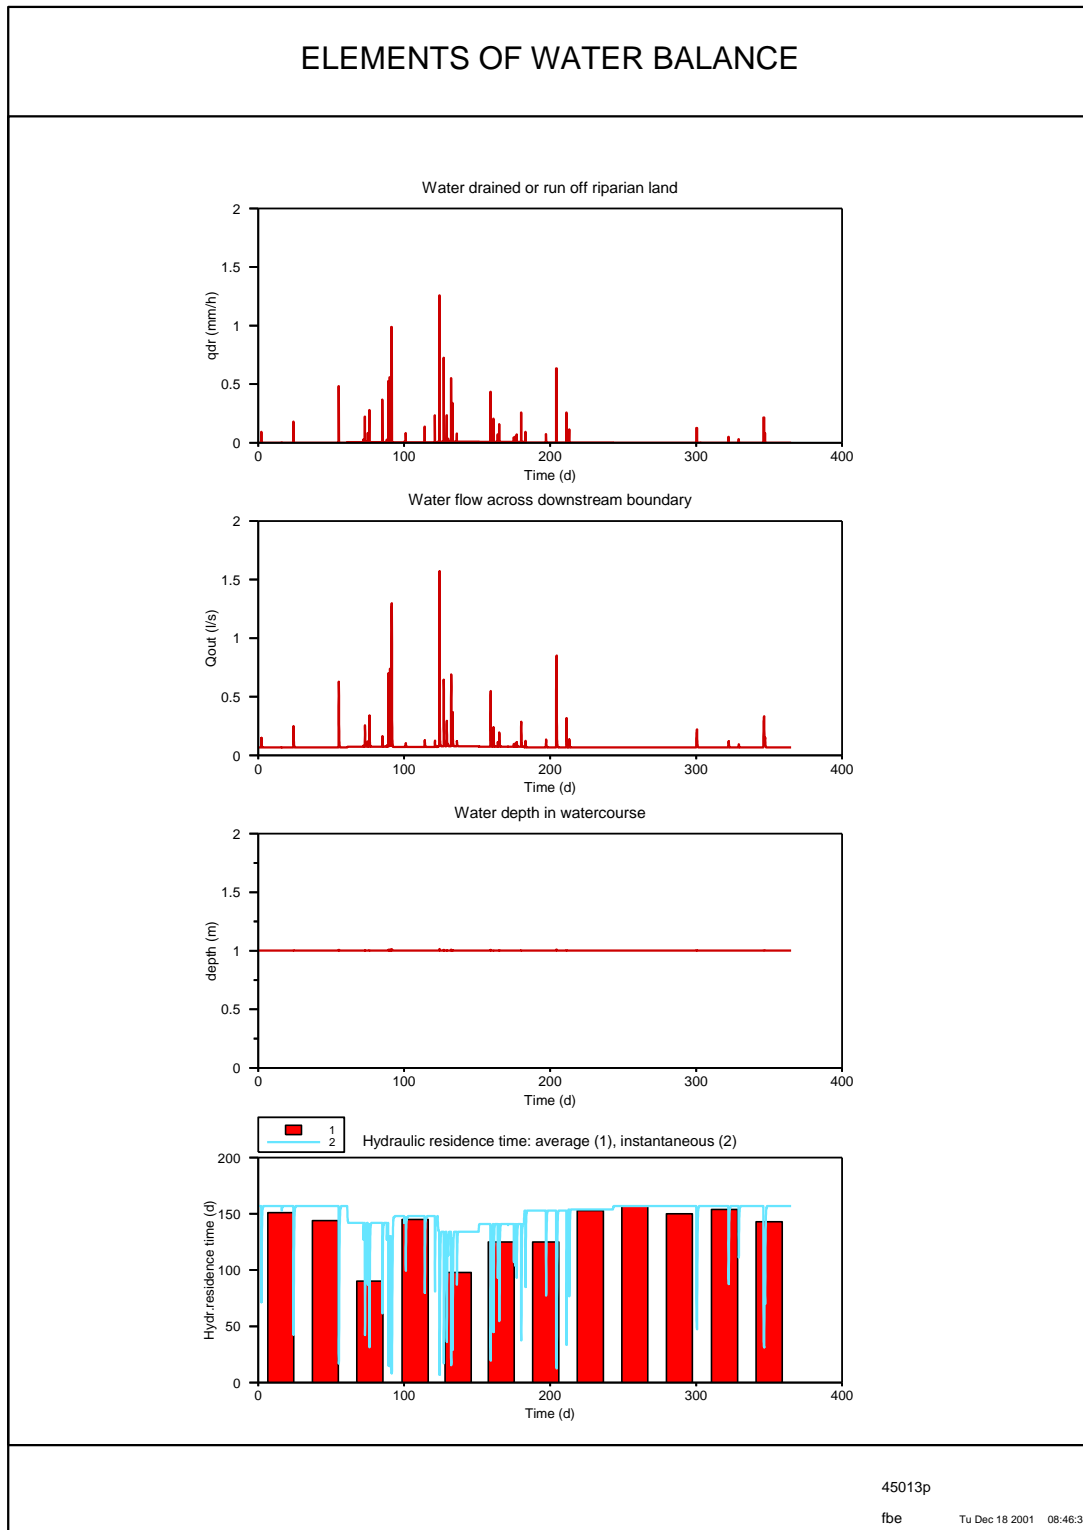 ELEMENTS OF WATER BALANCE
Water drained or run off riparian land
qdr (mm/h)
2
1.5
1
0.5
0
0 100 200 300 400
Time (d)
Water flow across downstream boundary
Qout (l/s)
2
1.5
1
0.5
0
0 100 200 300 400
Time (d)
Water depth in watercourse
depth (m)
2
1.5
1
0.5
0
0 100 200 300 400
Time (d)
1
2
Hydraulic residence time: average (1), instantaneous (2)
Hydr.residence time (d)
200
150
100
50
0
0 100 200 300 400
Time (d)
45013p
fbe Tu Dec 18 2001 08:46:3